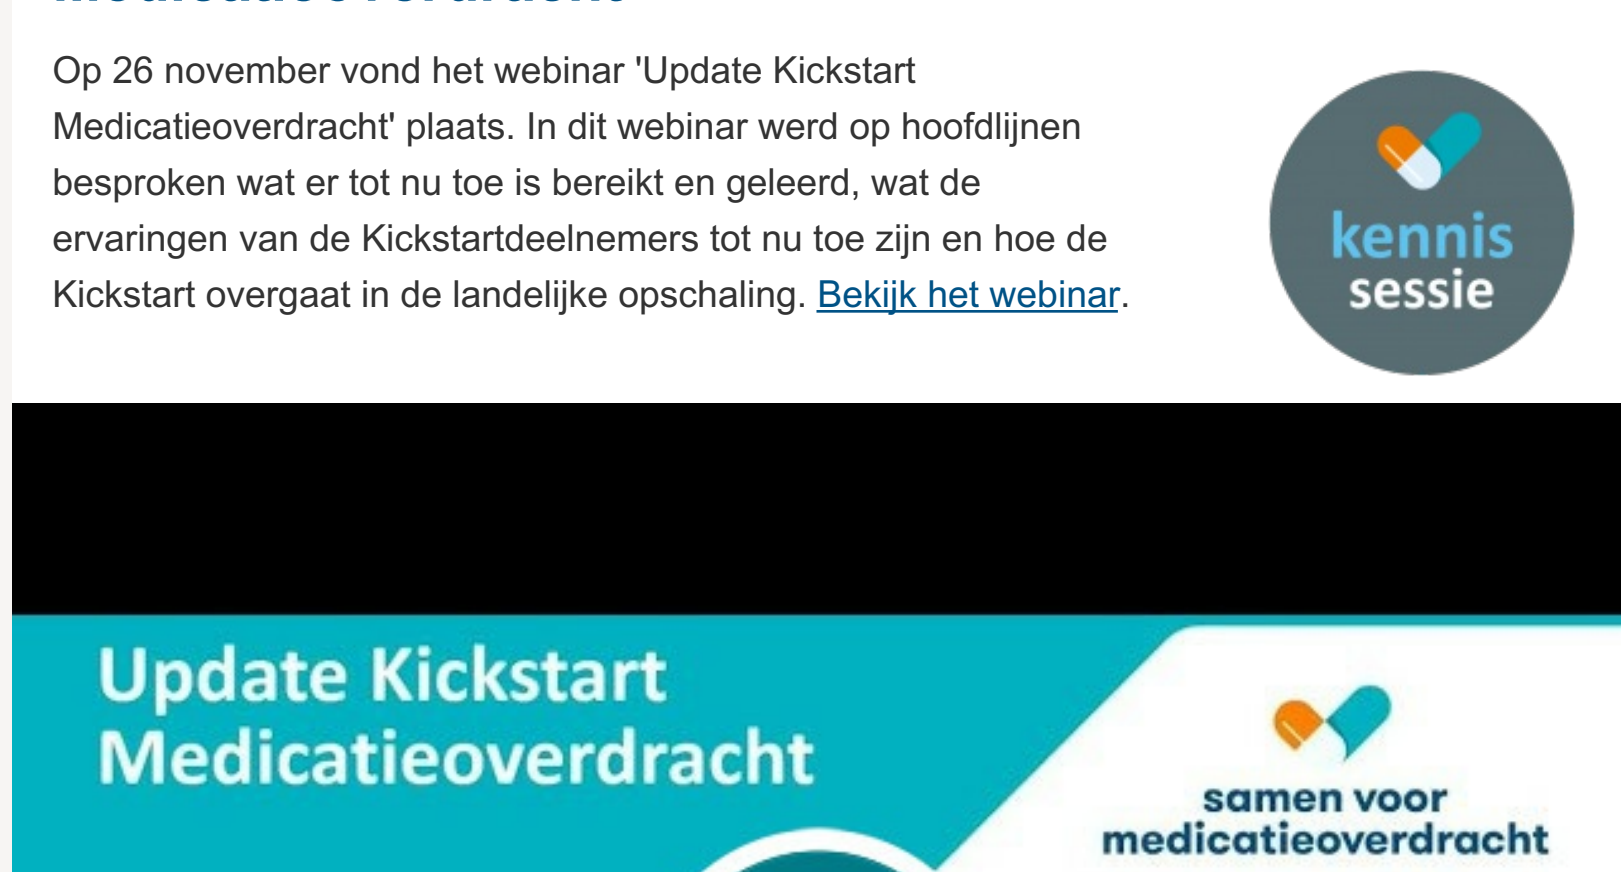 Medicatieoverdracht
Op 26 november vond het webinar 'Update Kickstart
Medicatieoverdracht' plaats. In dit webinar werd op hoofdlijnen
besproken wat er tot nu toe is bereikt en geleerd, wat de
ervaringen van de Kickstartdeelnemers tot nu toe zijn en hoe de
Kickstart overgaat in de landelijke opschaling. Bekijk het webinar.
kennis
sessie
Update Kickstart
Medicatieoverdracht
samen voor
medicatieoverdracht